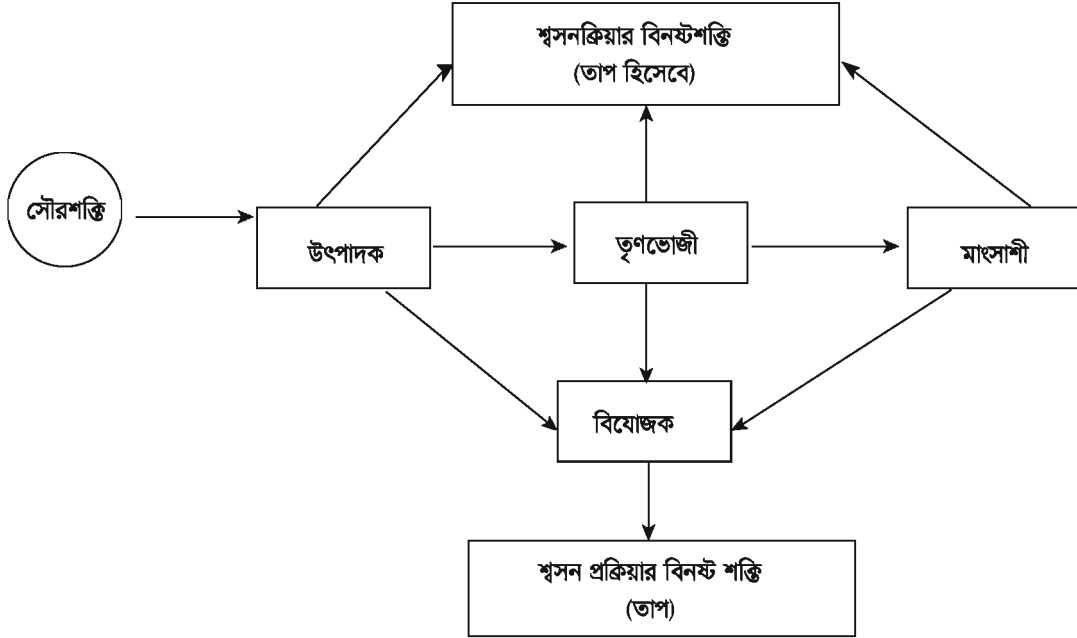 শ্বসনক্রিয়ার বিনষ্টশক্তি
(তাপ হিসেবে)
সৌরশক্তি
উৎপাদক
তৃণভোজী
মাংসাশী
বিযোজক
শ্বসন প্রক্রিয়ার বিনষ্ট শক্তি
(তাপ)